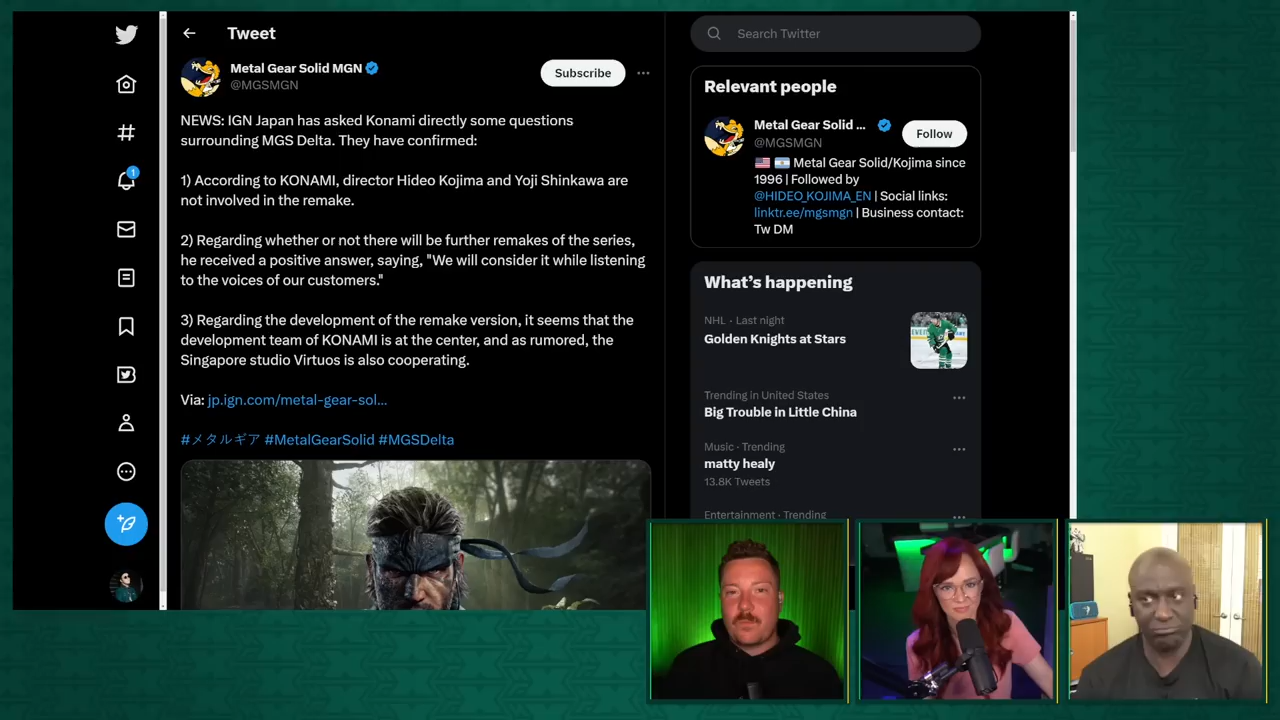 Tweet
Metal Gear Solid MGN
@MGSMGN
Subscribe
NEWS: IGN Japan has asked Konami directly some questions
surrounding MGS Delta. They have confirmed:
1) According to KONAMI, director Hideo Kojima and Yoji Shinkawa are
not involved in the remake.
2) Regarding whether or not there will be further remakes of the series,
he received a positive answer, saying, "We will consider it while listening
to the voices of our customers."
3) Regarding the development of the remake version, it seems that the
development team of KONAMI is at the center, and as rumored, the
Singapore studio Virtuos is also cooperating.
Via: jp.ign.com/metal-gear-sol...
#メタルギア #MetalGearSolid #MGSDelta
1
Search Twitter
Relevant people
Metal Gear Solid ...
@MGSMGN
Follow
Metal Gear Solid/Kojima since
1996 | Followed by
@HIDEO_KOJIMA_EN | Social links:
linktr.ee/mgsmgn | Business contact:
Tw DM
What's happening
NHL · Last night
Golden Knights at Stars
Trending in United States
Big Trouble in Little China
Music · Trending
matty healy
13.8K Tweets
Entertainment · Trending